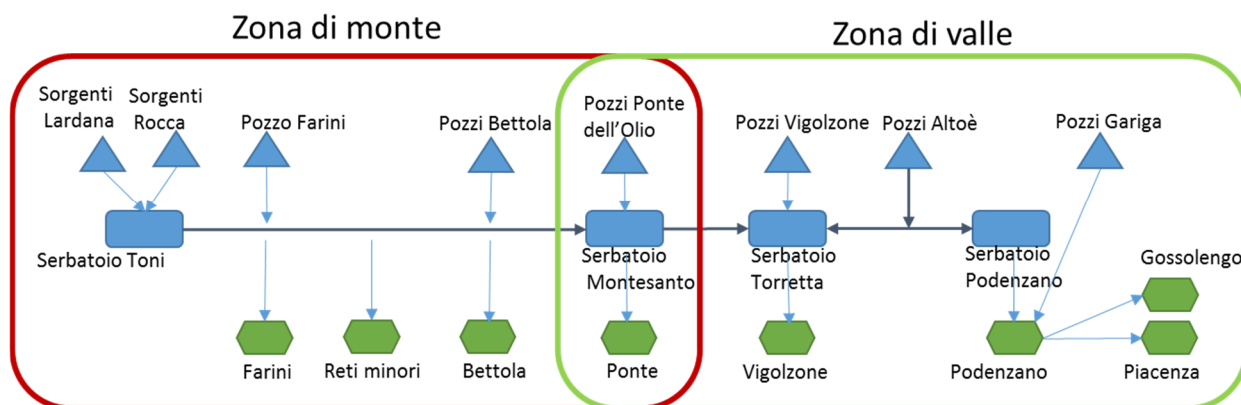 Zona di monte
Zona di valle
Sorgenti
Lardana
Sorgenti
Rocca
Pozzo Farini
Pozzi Bettola
Pozzi Ponte
dell'Olio
Pozzi Vigolzone
Pozzi Altoè
Pozzi Gariga
Serbatoio Toni
Serbatoio
Montesanto
Serbatoio
Torretta
Serbatoio
Podenzano
Gossolengo
Farini
Reti minori
Bettola
Ponte
Vigolzone
Podenzano
Piacenza